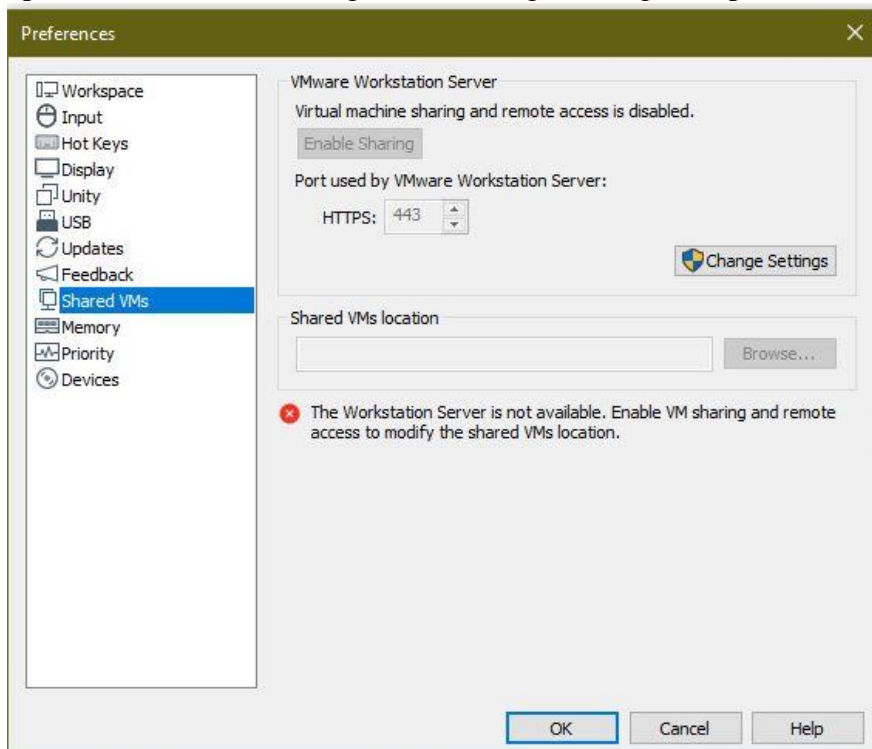 Preferences
Workspace
Input
Hot Keys
Display
Unity
USB
Updates
Feedback
Shared VMs
Memory
Priority
Devices
VMware Workstation Server
Virtual machine sharing and remote access is disabled.
Enable Sharing
Port used by VMware Workstation Server:
HTTPS: 443
Change Settings
Shared VMs location
Browse...
The Workstation Server is not available. Enable VM sharing and remote
access to modify the shared VMs location.
OK Cancel Help